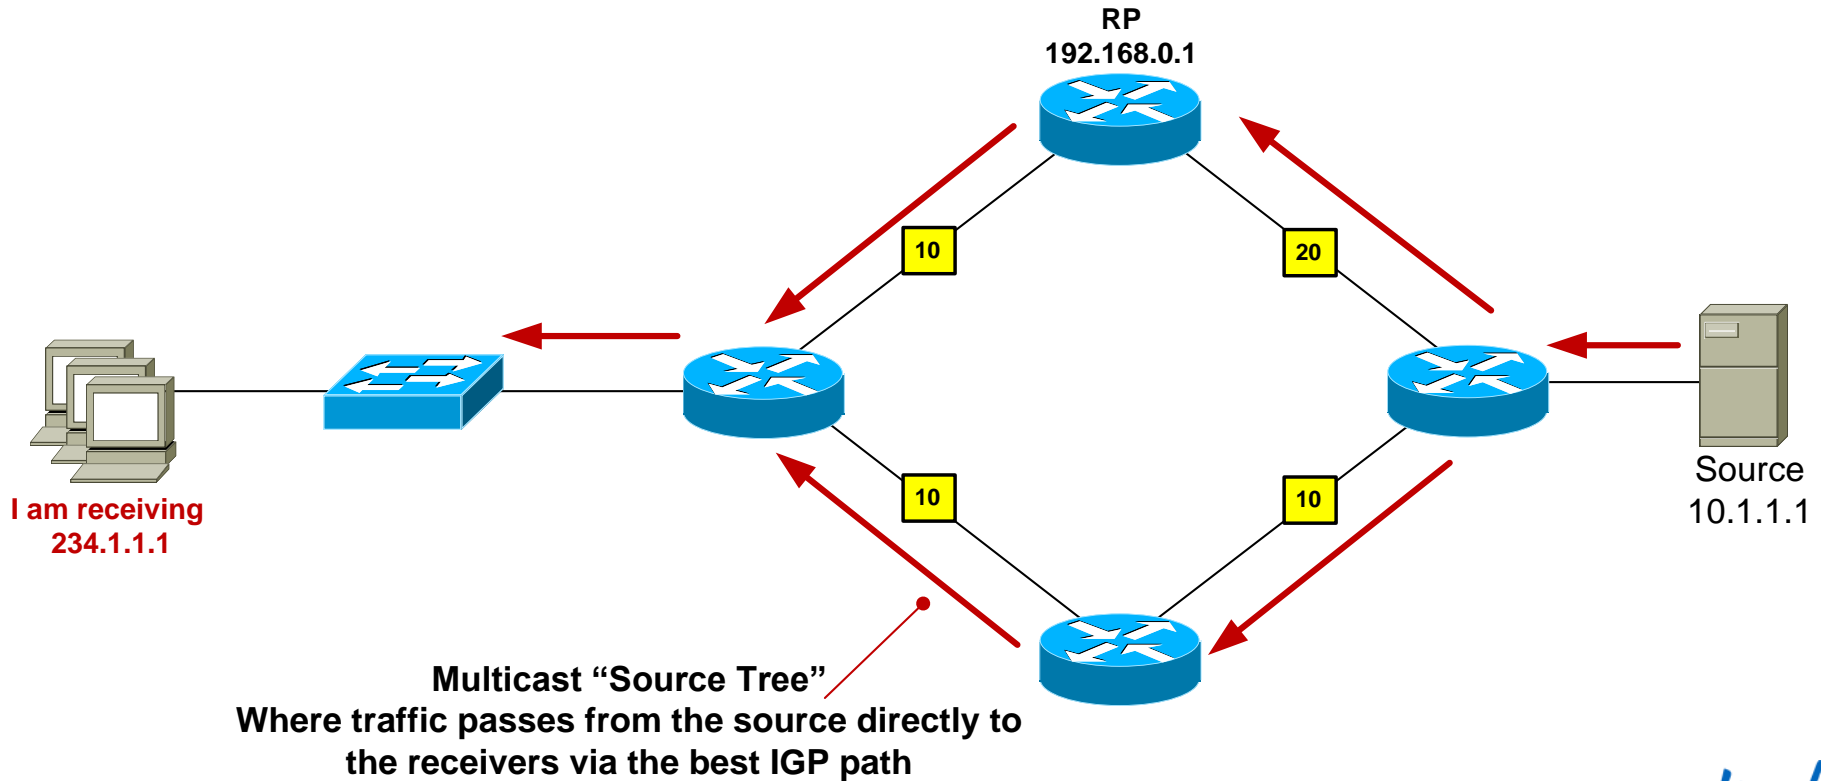 RP
192.168.0.1
10
20
I am receiving
234.1.1.1
10
10
Source
10.1.1.1
Multicast “Source Tree”
Where traffic passes from the source directly to
the receivers via the best IGP path